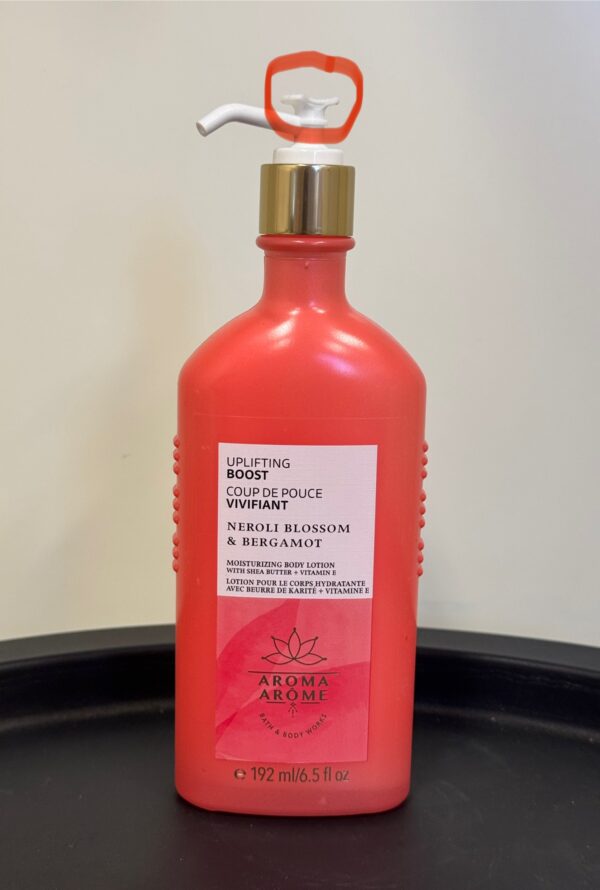 UPLIFTING
BOOST
COUP DE POUCE
VIVIFIANT
NEROLI BLOSSOM
& BERGAMOT
MOISTURIZING BODY LOTION
WITH SHEA BUTTER + VITAMIN E
LOTION POUR LE CORPS HYDRATANTE
AVEC BEURRE DE KARITÉ + VITAMINE E
AROMA
ARÔME
BATH & BODY WORKS
℮ 192 ml/6.5 fl oz